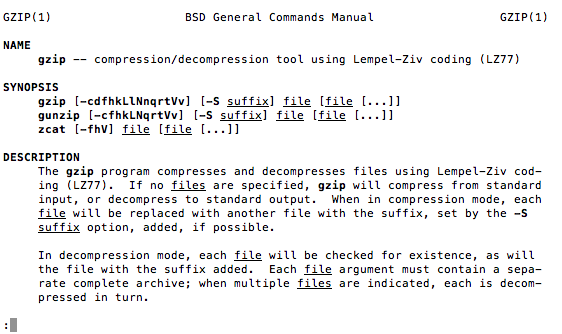 GZIP(1) BSD General Commands Manual GZIP(1)
NAME
gzip -- compression/decompression tool using Lempel-Ziv coding (LZ77)
SYNOPSIS
gzip [-cdfhkLlNnqrtVv] [-S suffix] file [file [...]]
gunzip [-cfhkLNqrtVv] [-S suffix] file [file [...]]
zcat [-fhV] file [file [...]]
DESCRIPTION
The gzip program compresses and decompresses files using Lempel-Ziv cod-
ing (LZ77). If no files are specified, gzip will compress from standard
input, or decompress to standard output. When in compression mode, each
file will be replaced with another file with the suffix, set by the -S
suffix option, added, if possible.
In decompression mode, each file will be checked for existence, as will
the file with the suffix added. Each file argument must contain a sepa-
rate complete archive; when multiple files are indicated, each is decom-
pressed in turn.
: